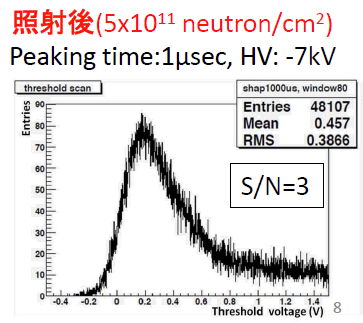 照射後(5x10¹¹ neutron/cm²)
Peaking time:1μsec, HV: -7kV
threshold scan
shap1000us, window80
Entries 48107
Mean 0.457
RMS 0.3866
Entries
90
80
70
60
50
40
30
20
10
0
S/N=3
-0.4 -0.2 0 0.2 0.4 0.6 0.8 1 1.2 1.4
Threshold voltage (V)
8